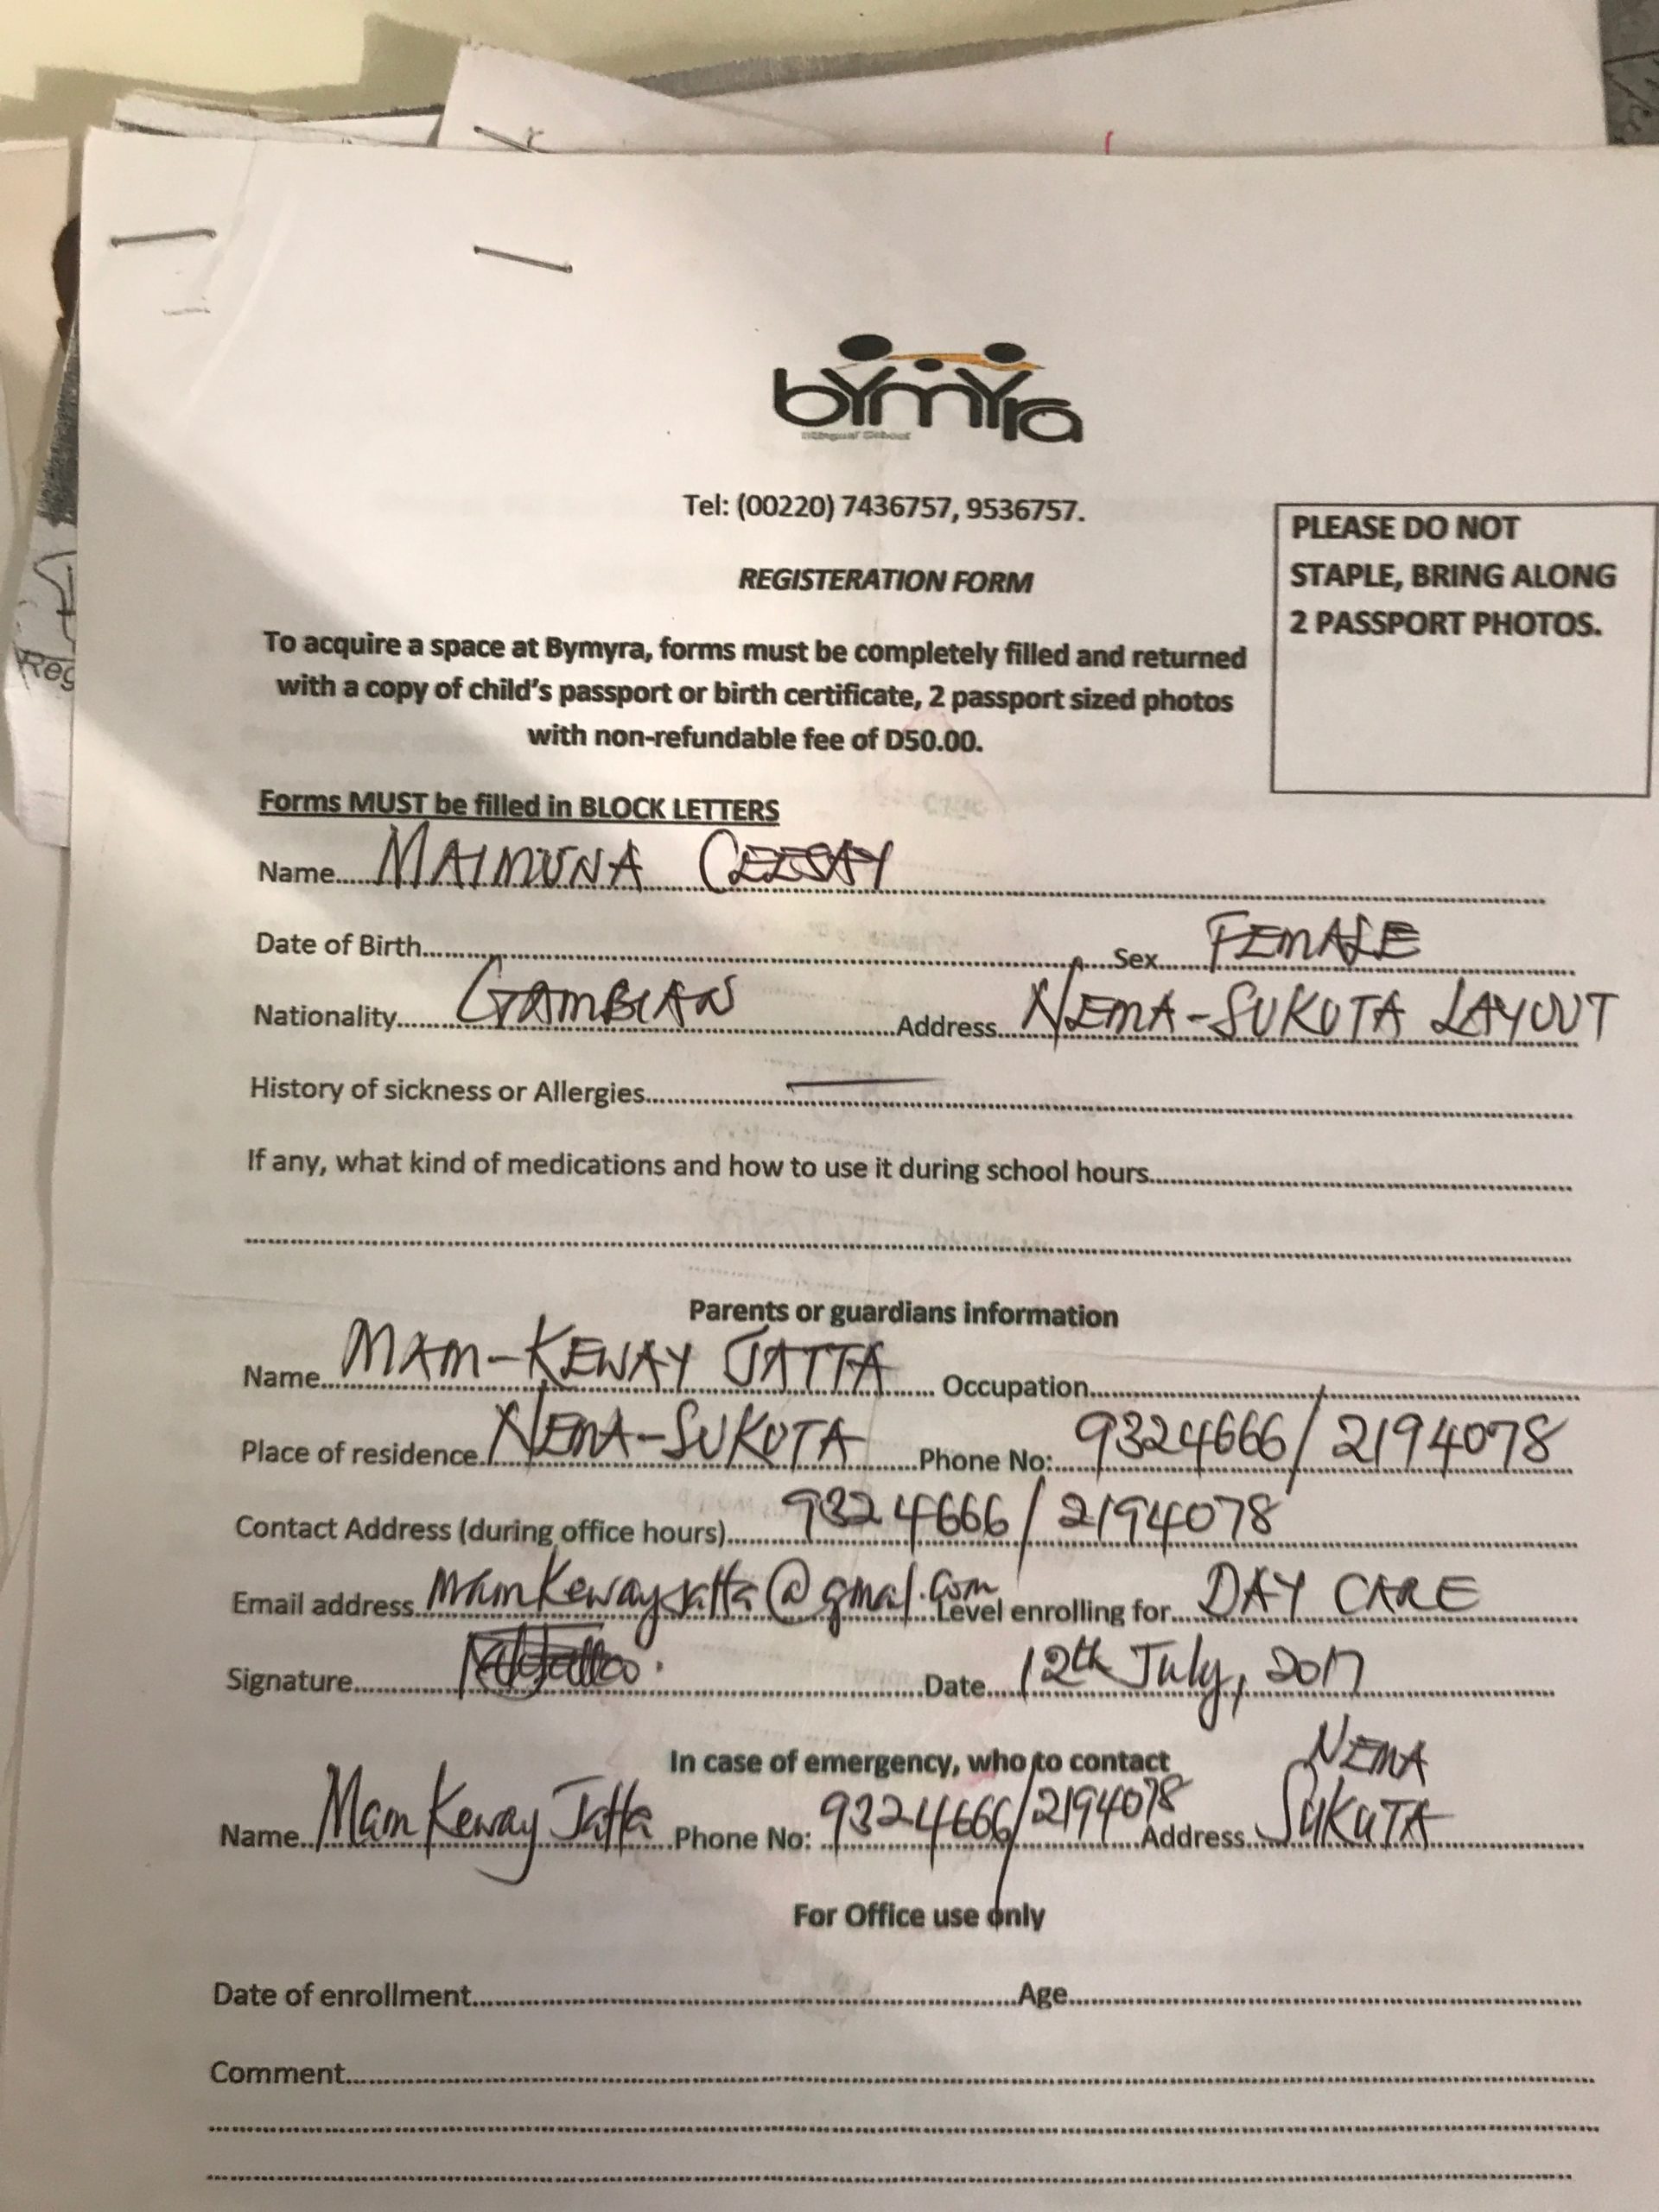 bymyra
Bilingual School
Tel: (00220) 7436757, 9536757.
PLEASE DO NOT
STAPLE, BRING ALONG
2 PASSPORT PHOTOS.
REGISTERATION FORM
To acquire a space at Bymyra, forms must be completely filled and returned
with a copy of child's passport or birth certificate, 2 passport sized photos
with non-refundable fee of D50.00.
Forms MUST be filled in BLOCK LETTERS
Name MAIMUNA CEESAY
Date of Birth Sex FEMALE
Nationality GAMBIAN Address NEMA-SUKUTA LAYOUT
History of sickness or Allergies —
If any, what kind of medications and how to use it during school hours
Parents or guardians information
Name MAM-KEWAY JATTA Occupation
Place of residence NEMA-SUKUTA Phone No: 9324666/2194078
Contact Address (during office hours) 9324666/2194078
Email address mamkewayjatta@gmal.com Level enrolling for DAY CARE
Signature Date 12th July, 2017
In case of emergency, who to contact
Name Mam Keway Jatta Phone No: 9324666/2194078 Address NEMA SUKUTA
For Office use only
Date of enrollment Age
Comment
Reg